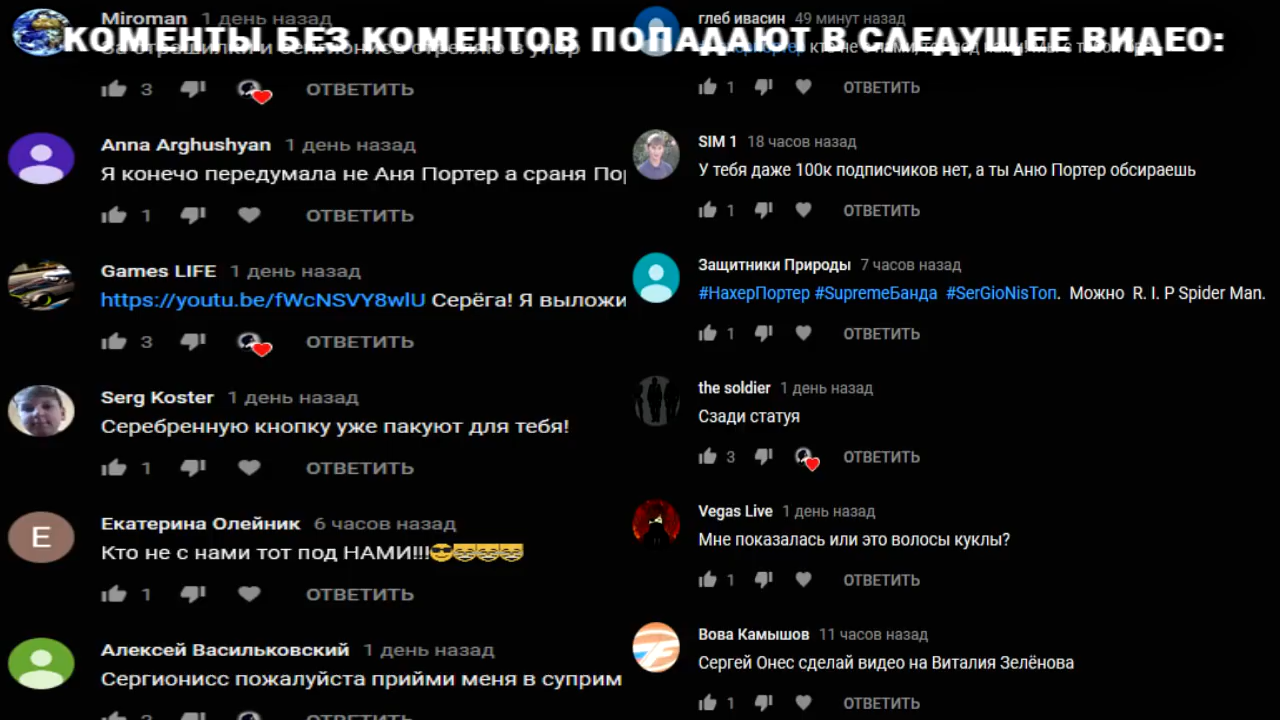 КОМЕНТЫ БЕЗ КОМЕНТОВ ПОПАДАЮТ В СЛЕДУЩЕЕ ВИДЕО:
Miroman 1 день назад
3 ОТВЕТИТЬ
Anna Arghushyan 1 день назад
Я конечо передумала не Аня Портер а сраня По
1 ОТВЕТИТЬ
Games LIFE 1 день назад
https://youtu.be/fWcNSVY8wlU Серёга! Я выложи
3 ОТВЕТИТЬ
Serg Koster 1 день назад
Серебренную кнопку уже пакуют для тебя!
1 ОТВЕТИТЬ
Екатерина Олейник 6 часов назад
E
Кто не с нами тот под НАМИ!!!😎😹😹😹
1 ОТВЕТИТЬ
Алексей Васильковский 1 день назад
Сергионисс пожалуйста прийми меня в суприм
ОТВЕТИТЬ
глеб ивасин 49 минут назад
1 ОТВЕТИТЬ
SIM 1 18 часов назад
У тебя даже 100к подписчиков нет, а ты Аню Портер обсираешь
1 ОТВЕТИТЬ
Защитники Природы 7 часов назад
#НахерПортер #SupremeБанда #SerGioNisТоп. Можно R. I. P Spider Man.
1 ОТВЕТИТЬ
the soldier 1 день назад
Сзади статуя
3 ОТВЕТИТЬ
Vegas Live 1 день назад
Мне показалась или это волосы куклы?
1 ОТВЕТИТЬ
Вова Камышов 11 часов назад
Сергей Онес сделай видео на Виталия Зелёнова
1 ОТВЕТИТЬ